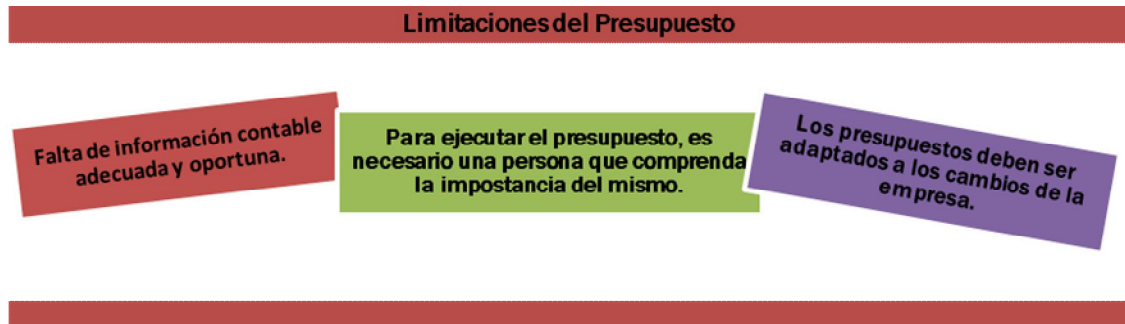 Limitaciones del Presupuesto
Falta de información contable
adecuada y oportuna.
Para ejecutar el presupuesto, es
necesario una persona que comprenda
la impostancia del mismo.
Los presupuestos deben ser
adaptados a los cambios de la
empresa.